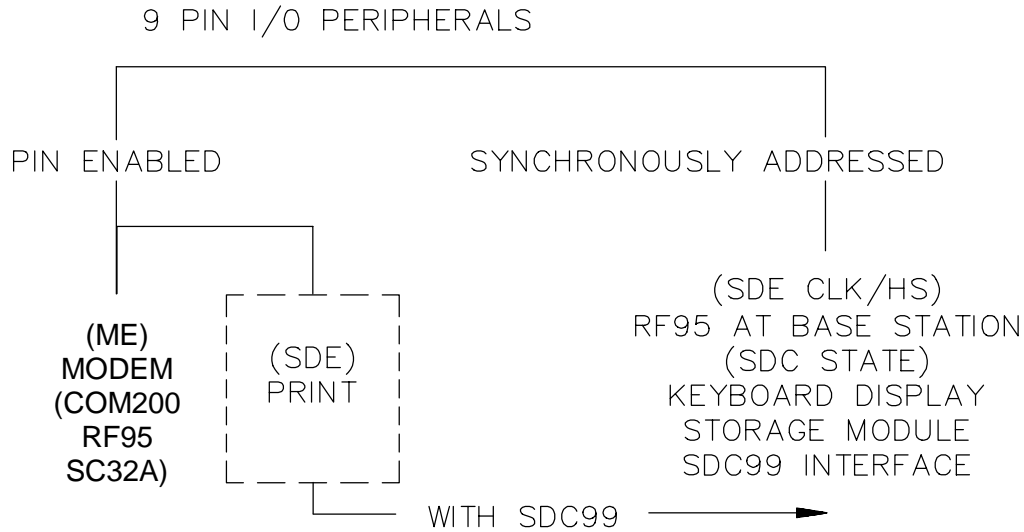 9 PIN I/O PERIPHERALS
PIN ENABLED
SYNCHRONOUSLY ADDRESSED
(ME)
MODEM
(COM200
RF95
SC32A)
(SDE)
PRINT
(SDE CLK/HS)
RF95 AT BASE STATION
(SDC STATE)
KEYBOARD DISPLAY
STORAGE MODULE
SDC99 INTERFACE
WITH SDC99